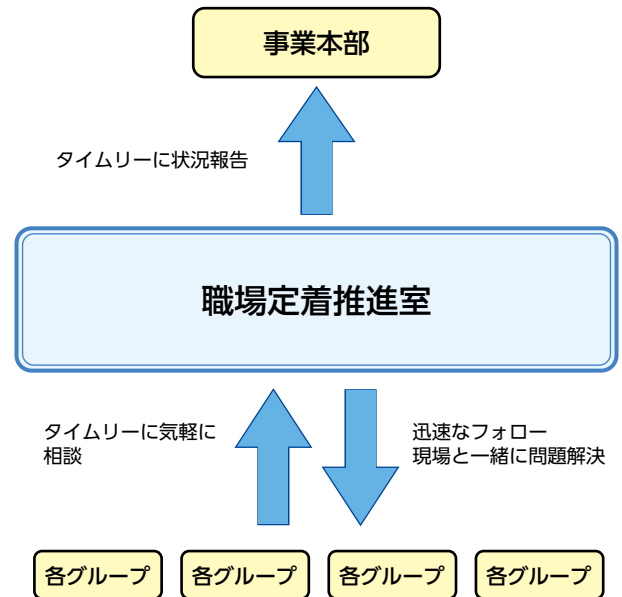 事業本部
タイムリーに状況報告
職場定着推進室
タイムリーに気軽に
相談
迅速なフォロー
現場と一緒に問題解決
各グループ
各グループ
各グループ
各グループ